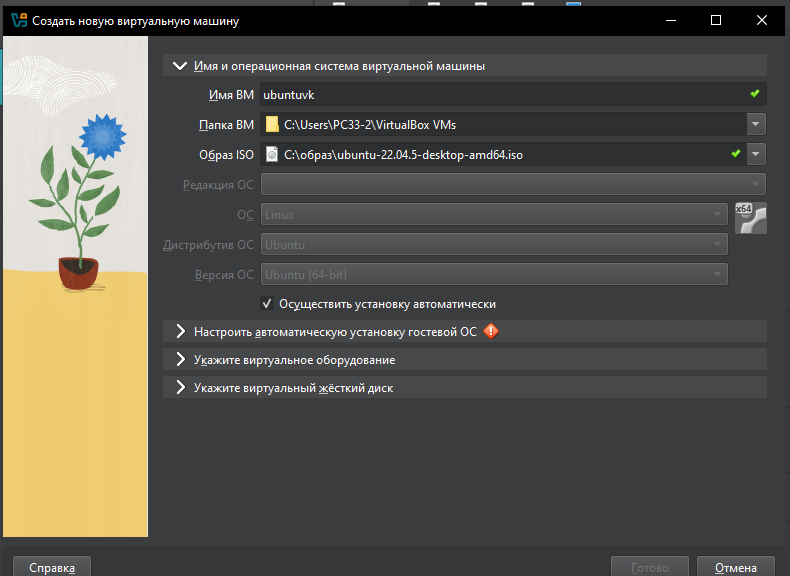 Создать новую виртуальную машину
Имя и операционная система виртуальной машины
Имя ВМ ubuntuvk
Папка ВМ C:\Users\PC33-2\VirtualBox VMs
Образ ISO C:\образ\ubuntu-22.04.5-desktop-amd64.iso
Редакция ОС
ОС Linux x64
Дистрибутив ОС Ubuntu
Версия ОС Ubuntu (64-bit)
Осуществить установку автоматически
Настроить автоматическую установку гостевой ОС
Укажите виртуальное оборудование
Укажите виртуальный жёсткий диск
Справка Готово Отмена